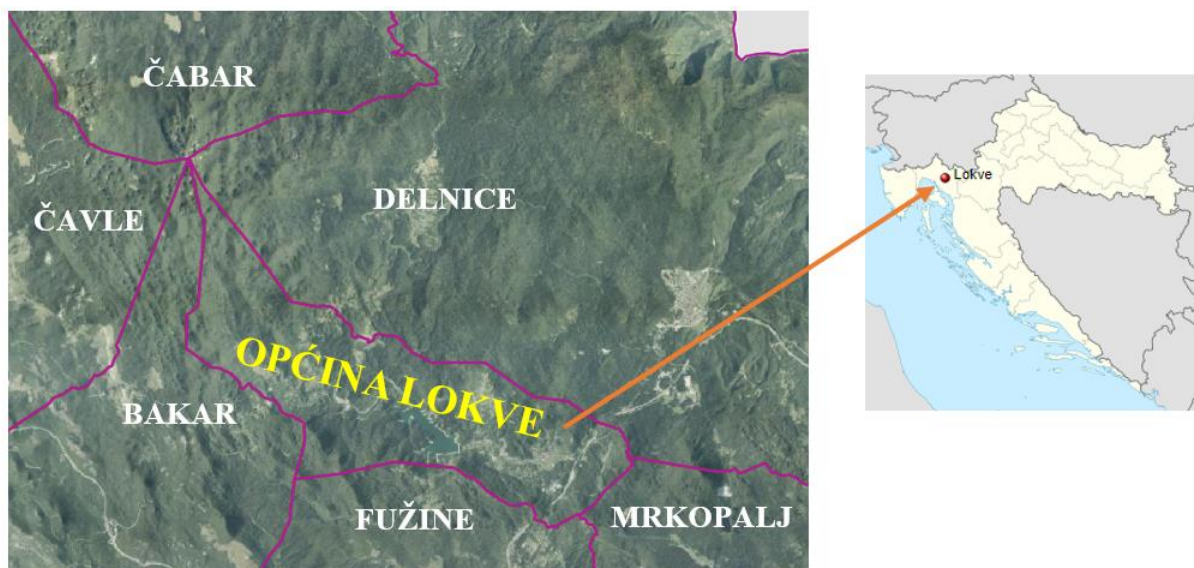 ČABAR
DELNICE
ČAVLE
OPĆINA LOKVE
BAKAR
FUŽINE
MRKOPALJ
Lokve